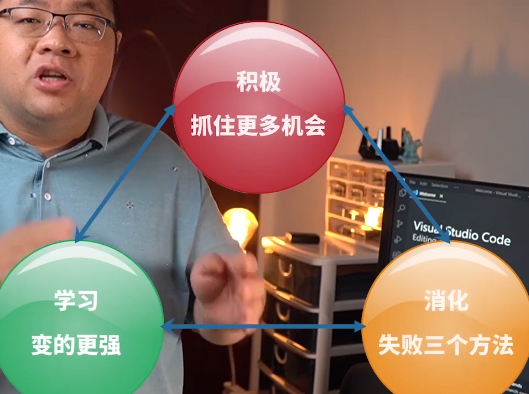 积极
抓住更多机会
Visual Studio Code
Editing
学习
变的更强
消化
失败三个方法